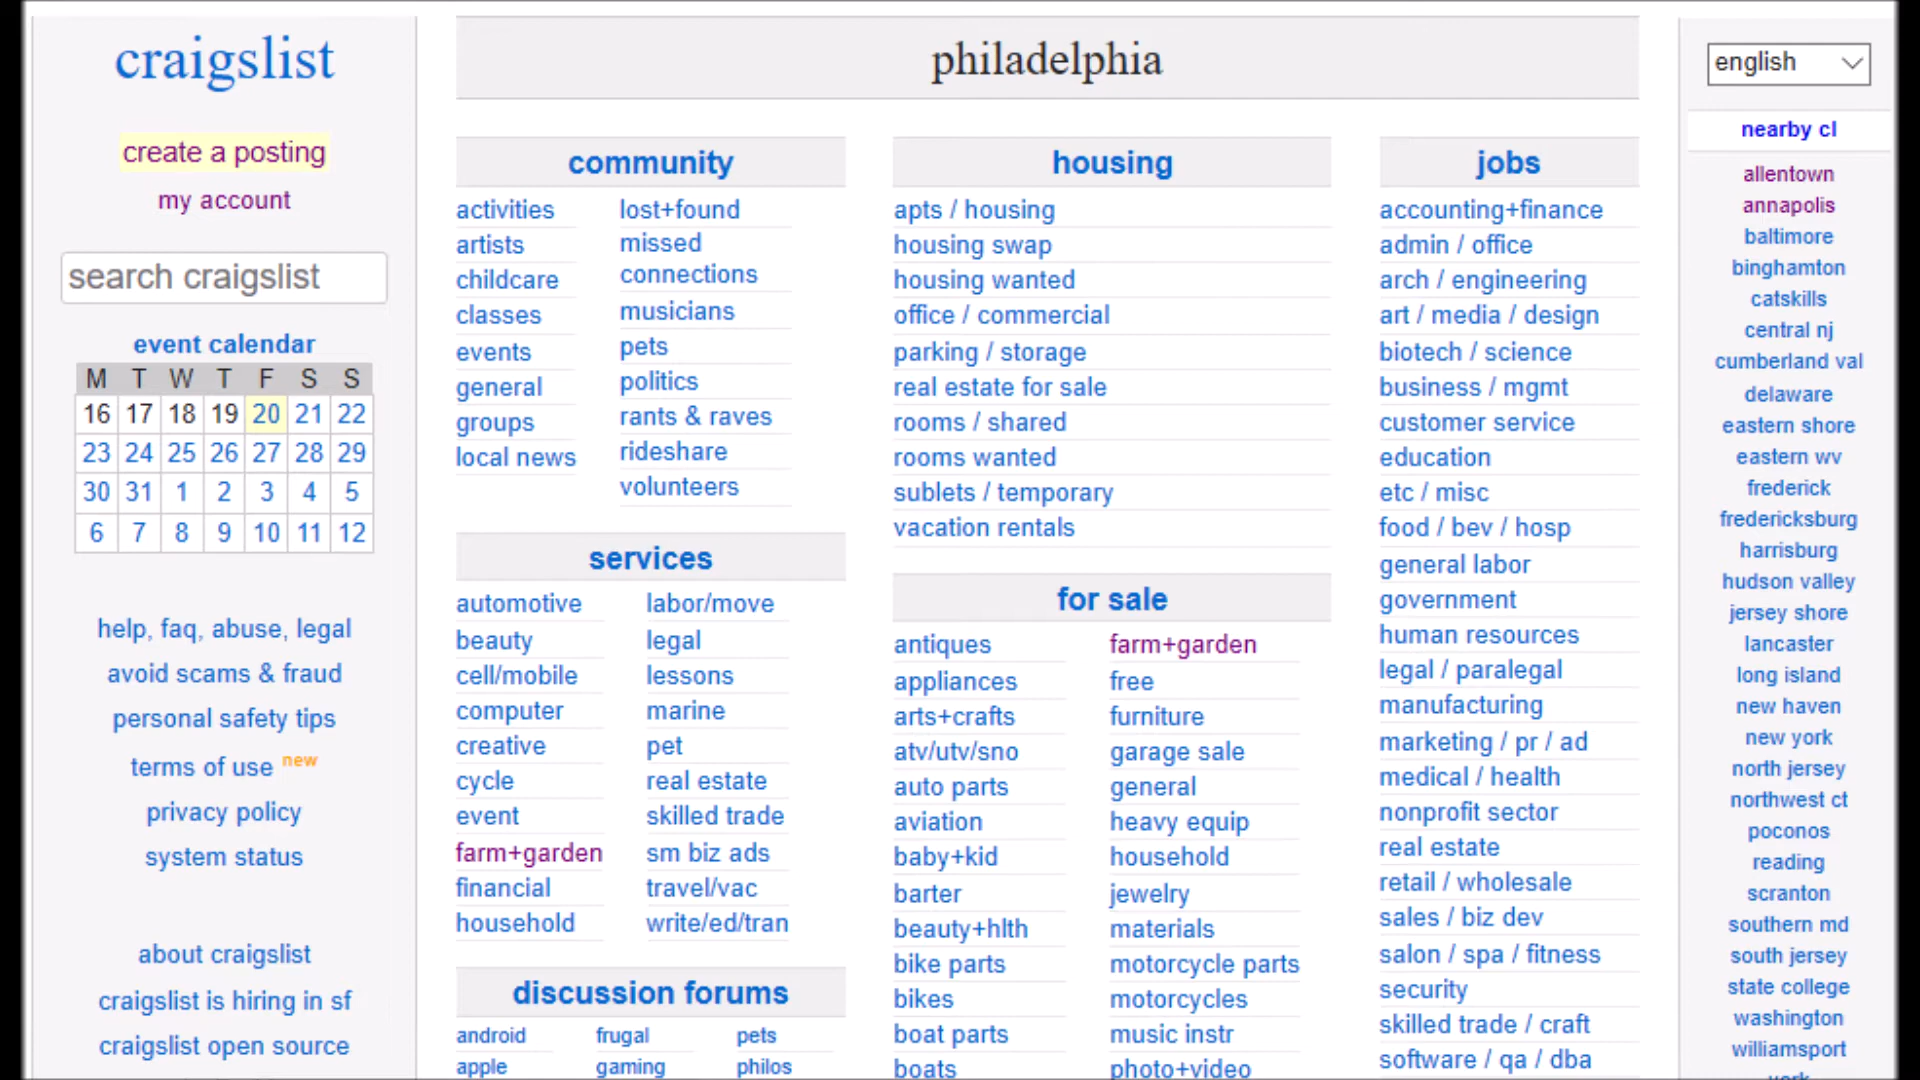 craigslist
create a posting
my account
search craigslist
event calendar
M T W T F S S
16 17 18 19 20 21 22
23 24 25 26 27 28 29
30 31 1 2 3 4 5
6 7 8 9 10 11 12
help, faq, abuse, legal
avoid scams & fraud
personal safety tips
terms of use new
privacy policy
system status
about craigslist
craigslist is hiring in sf
craigslist open source
philadelphia
community
activities
artists
childcare
classes
events
general
groups
local news
lost+found
missed
connections
musicians
pets
politics
rants & raves
rideshare
volunteers
services
automotive
beauty
cell/mobile
computer
creative
cycle
event
farm+garden
financial
household
labor/move
legal
lessons
marine
pet
real estate
skilled trade
sm biz ads
travel/vac
write/ed/tran
discussion forums
android
apple
frugal
gaming
pets
philos
housing
apts / housing
housing swap
housing wanted
office / commercial
parking / storage
real estate for sale
rooms / shared
rooms wanted
sublets / temporary
vacation rentals
for sale
antiques
appliances
arts+crafts
atv/utv/sno
auto parts
aviation
baby+kid
barter
beauty+hlth
bike parts
bikes
boat parts
boats
farm+garden
free
furniture
garage sale
general
heavy equip
household
jewelry
materials
motorcycle parts
motorcycles
music instr
photo+video
jobs
accounting+finance
admin / office
arch / engineering
art / media / design
biotech / science
business / mgmt
customer service
education
etc / misc
food / bev / hosp
general labor
government
human resources
legal / paralegal
manufacturing
marketing / pr / ad
medical / health
nonprofit sector
real estate
retail / wholesale
sales / biz dev
salon / spa / fitness
security
skilled trade / craft
software / qa / dba
english
nearby cl
allentown
annapolis
baltimore
binghamton
catskills
central nj
cumberland val
delaware
eastern shore
eastern wv
frederick
fredericksburg
harrisburg
hudson valley
jersey shore
lancaster
long island
new haven
new york
north jersey
northwest ct
poconos
reading
scranton
southern md
south jersey
state college
washington
williamsport